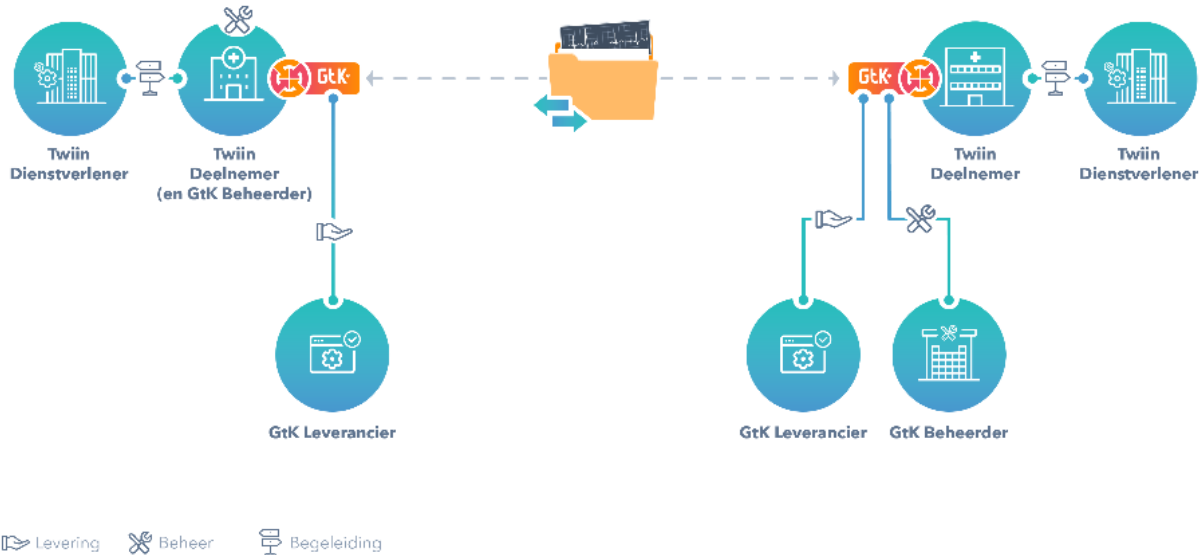 GtK
GtK
Twiin
Dienstverlener
Twiin
Deelnemer
(en GtK Beheerder)
Twiin
Deelnemer
Twiin
Dienstverlener
GtK Leverancier
GtK Leverancier
GtK Beheerder
Levering
Beheer
Begeleiding